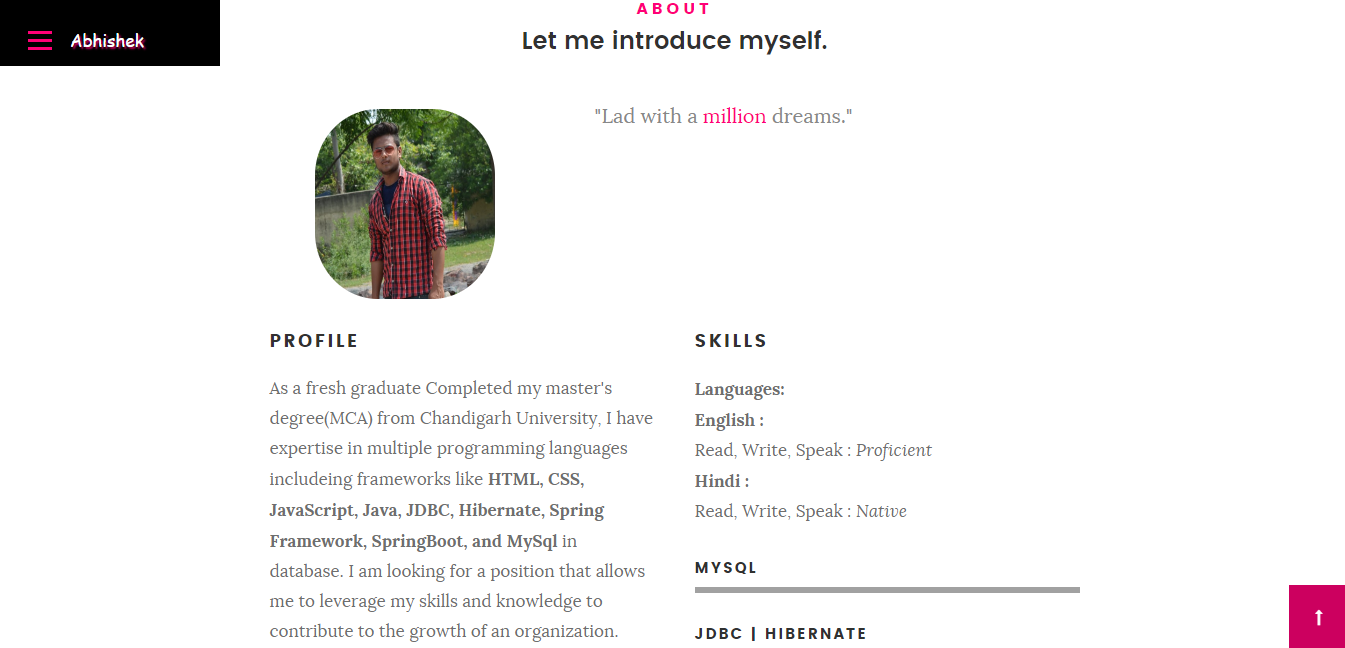 Abhishek
ABOUT
Let me introduce myself.
"Lad with a million dreams."
PROFILE
As a fresh graduate Completed my master's
degree(MCA) from Chandigarh University, I have
expertise in multiple programming languages
includeing frameworks like HTML, CSS,
JavaScript, Java, JDBC, Hibernate, Spring
Framework, SpringBoot, and MySql in
database. I am looking for a position that allows
me to leverage my skills and knowledge to
contribute to the growth of an organization.
SKILLS
Languages:
English :
Read, Write, Speak : Proficient
Hindi :
Read, Write, Speak : Native
MYSQL
JDBC | HIBERNATE